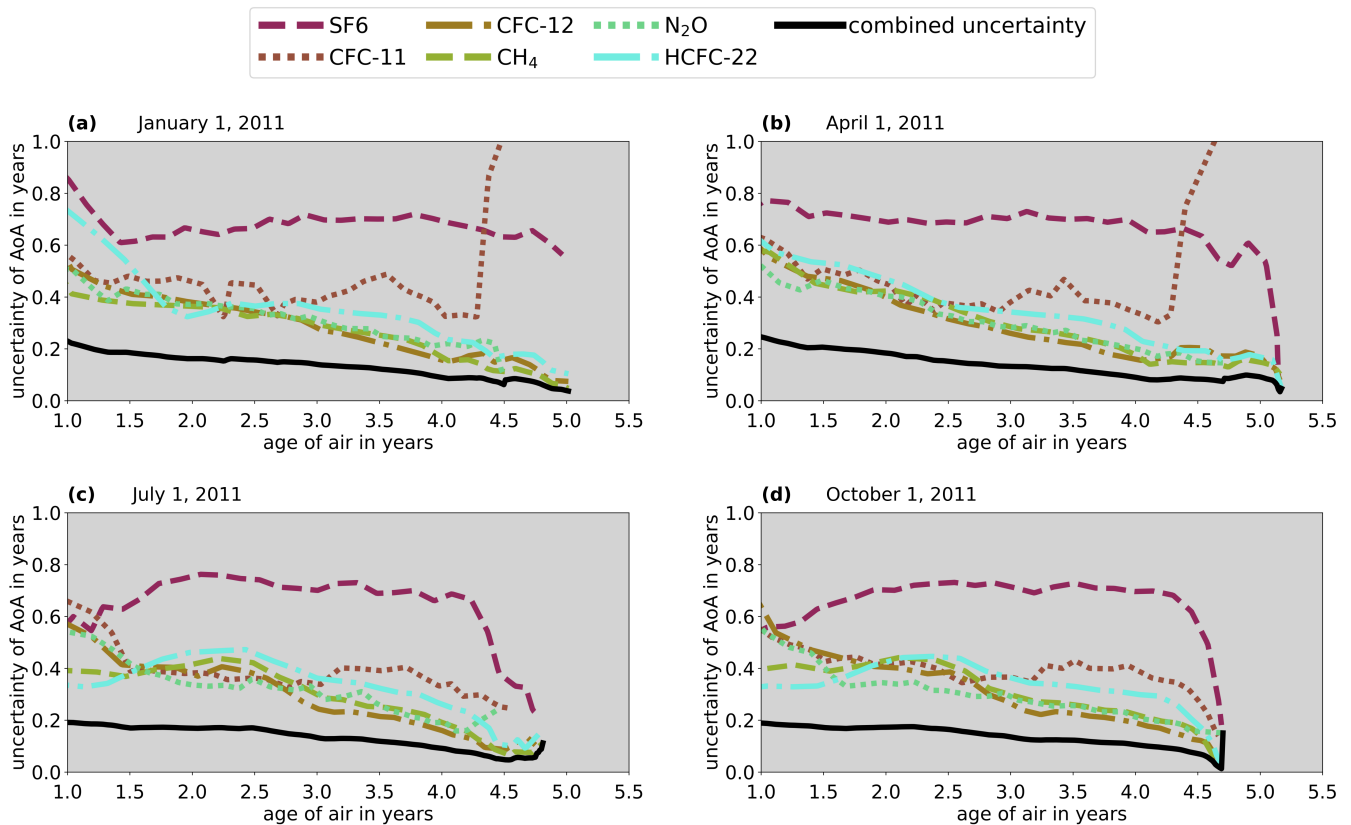 SF6 CFC-12 N₂O combined uncertainty
CFC-11 CH₄ HCFC-22
(a) January 1, 2011
uncertainty of AoA in years
1.0
0.8
0.6
0.4
0.2
0.0
1.0 1.5 2.0 2.5 3.0 3.5 4.0 4.5 5.0 5.5
age of air in years
(b) April 1, 2011
uncertainty of AoA in years
1.0
0.8
0.6
0.4
0.2
0.0
1.0 1.5 2.0 2.5 3.0 3.5 4.0 4.5 5.0 5.5
age of air in years
(c) July 1, 2011
uncertainty of AoA in years
1.0
0.8
0.6
0.4
0.2
0.0
1.0 1.5 2.0 2.5 3.0 3.5 4.0 4.5 5.0 5.5
age of air in years
(d) October 1, 2011
uncertainty of AoA in years
1.0
0.8
0.6
0.4
0.2
0.0
1.0 1.5 2.0 2.5 3.0 3.5 4.0 4.5 5.0 5.5
age of air in years